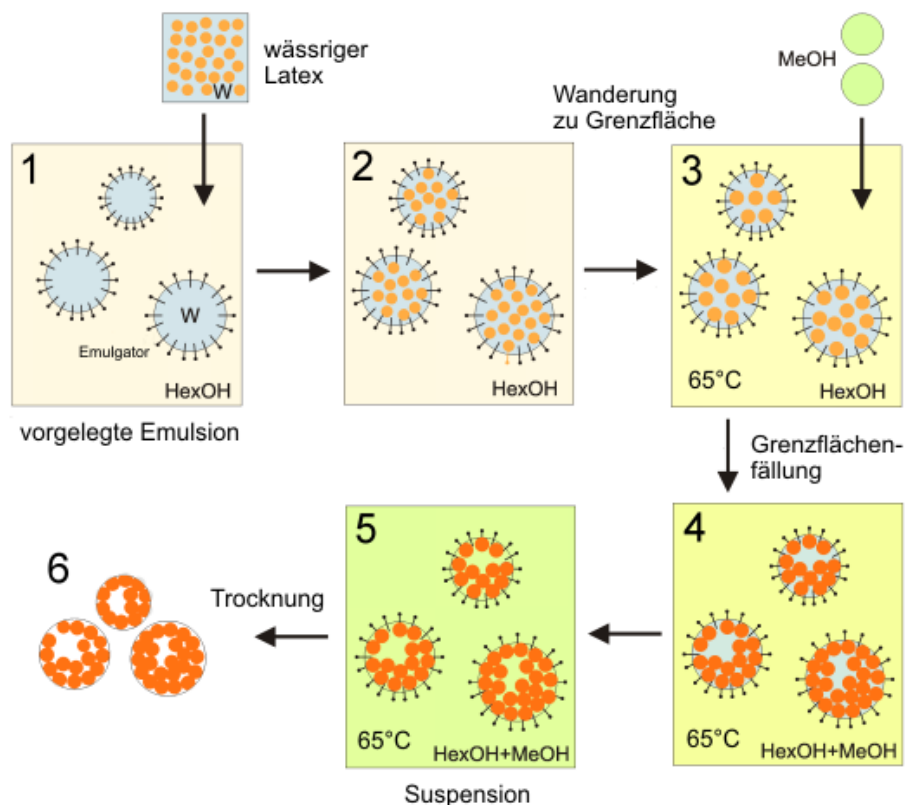 wässriger
Latex
W
MeOH
Wanderung
zu Grenzfläche
1
W
Emulgator
HexOH
vorgelegte Emulsion
2
HexOH
3
65°C
HexOH
Grenzflächen-
fällung
4
65°C
HexOH+MeOH
5
65°C
HexOH+MeOH
Suspension
Trocknung
6